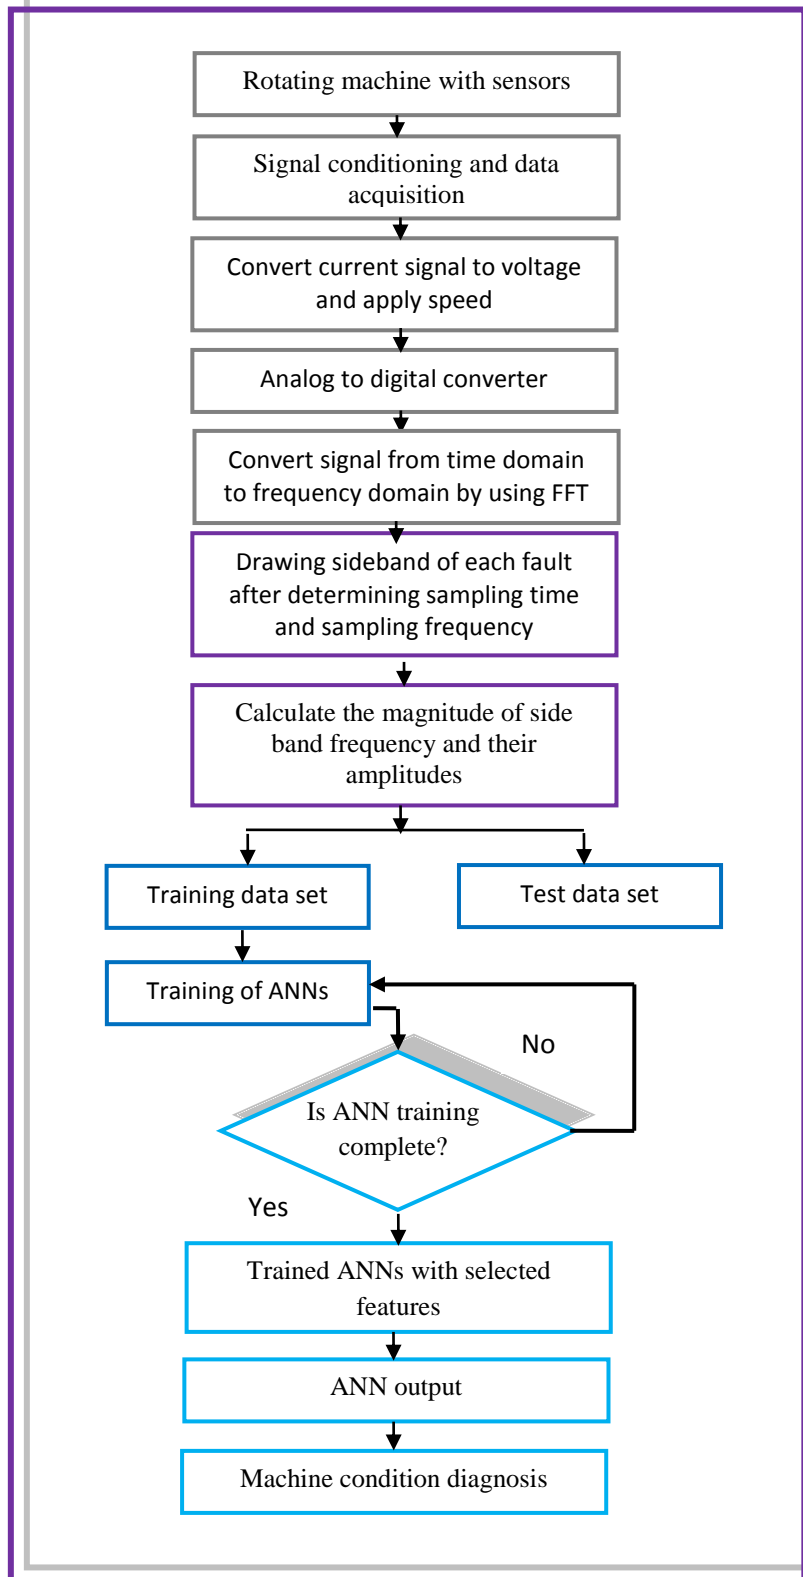 Rotating machine with sensors
Signal conditioning and data
acquisition
Convert current signal to voltage
and apply speed
Analog to digital converter
Convert signal from time domain
to frequency domain by using FFT
Drawing sideband of each fault
after determining sampling time
and sampling frequency
Calculate the magnitude of side
band frequency and their
amplitudes
Training data set
Test data set
Training of ANNs
No
Is ANN training
complete?
Yes
Trained ANNs with selected
features
ANN output
Machine condition diagnosis